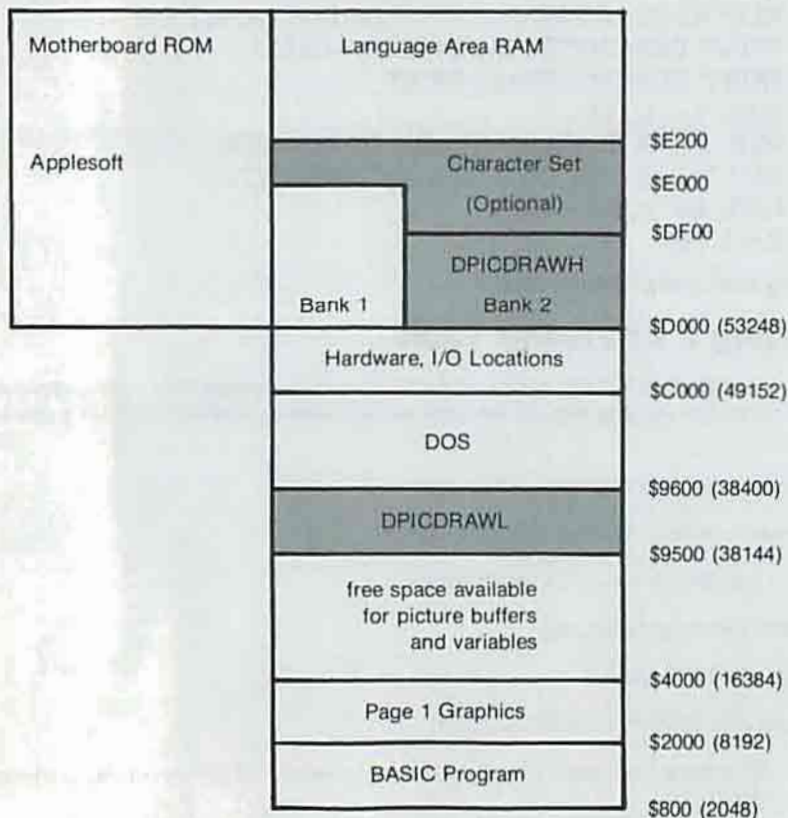 Motherboard ROM
Language Area RAM
$E200
Applesoft
Character Set
$E000
(Optional)
$DF00
DPICDRAWH
Bank 1
Bank 2
$D000 (53248)
Hardware, I/O Locations
$C000 (49152)
DOS
$9600 (38400)
DPICDRAWL
$9500 (38144)
free space available
for picture buffers
and variables
$4000 (16384)
Page 1 Graphics
$2000 (8192)
BASIC Program
$800 (2048)